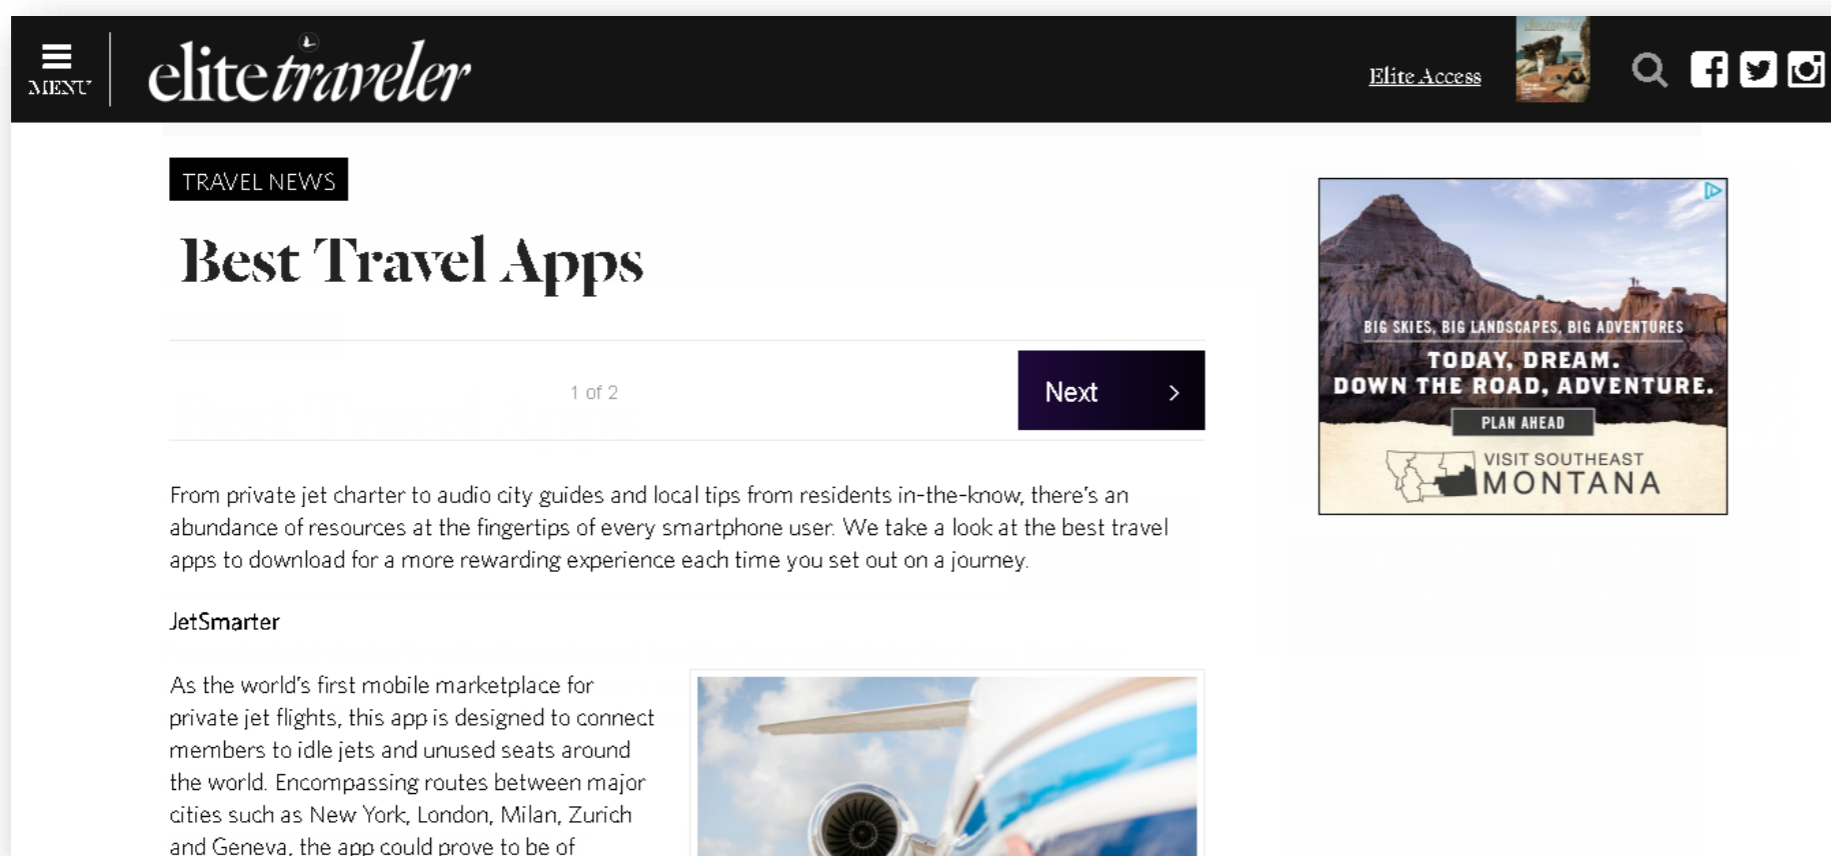 MENU
elite traveler
Elite Access
TRAVEL NEWS
Best Travel Apps
1 of 2
Next
From private jet charter to audio city guides and local tips from residents in-the-know, there's an
abundance of resources at the fingertips of every smartphone user. We take a look at the best travel
apps to download for a more rewarding experience each time you set out on a journey.
JetSmarter
As the world's first mobile marketplace for
private jet flights, this app is designed to connect
members to idle jets and unused seats around
the world. Encompassing routes between major
cities such as New York, London, Milan, Zurich
and Geneva, the app could prove to be of
BIG SKIES, BIG LANDSCAPES, BIG ADVENTURES
TODAY, DREAM.
DOWN THE ROAD, ADVENTURE.
PLAN AHEAD
VISIT SOUTHEAST
MONTANA